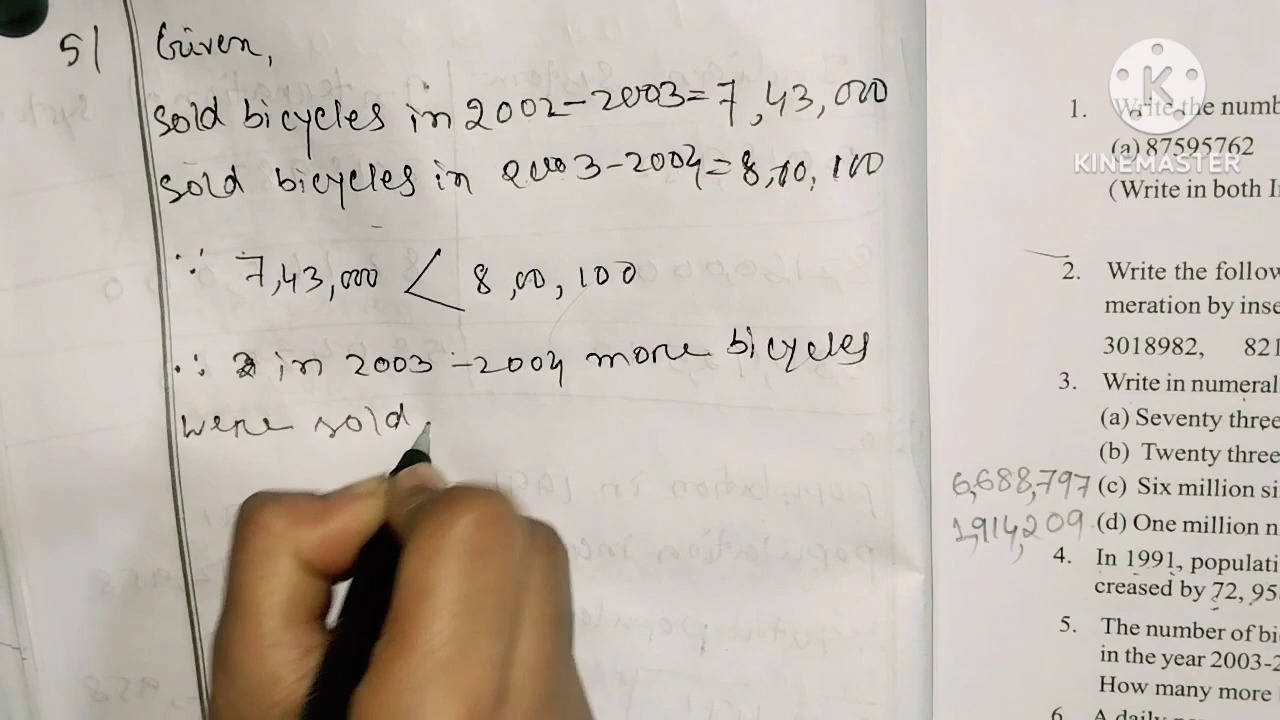 5| Given,
sold bicycles in 2002-2003=7,43,000
sold bicycles in 2003-2004=8,00,100
∵ 7,43,000 < 8,00,100
∴ in 2003-2004 more bicycles
were sold.
K
KINEMASTER
1. Write the numb
(a) 87595762
(Write in both I
2. Write the follow
meration by inse
3018982, 821
3. Write in numeral
(a) Seventy three
(b) Twenty three
6,688,797 (c) Six million si
1,914,209 (d) One million n
4. In 1991, populati
creased by 72, 95
5. The number of bi
in the year 2003-2
How many more
6. A daily